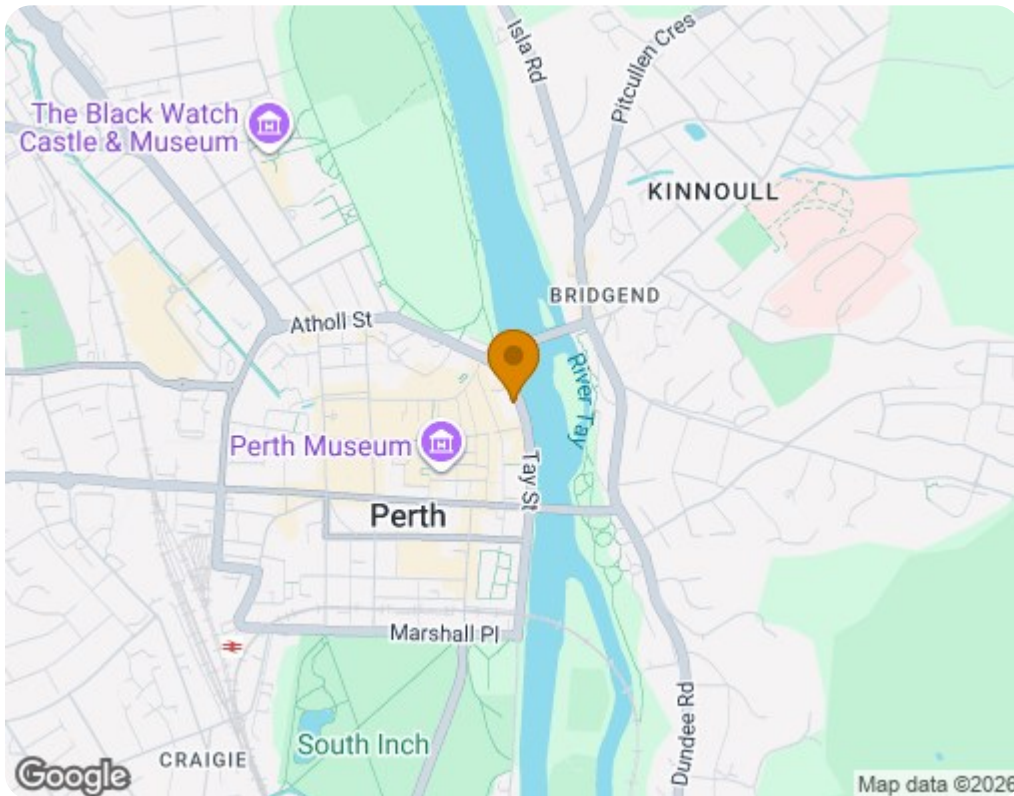 Isla Rd
Pitcullen Cres
The Black Watch
Castle & Museum
KINNOULL
BRIDGEND
Atholl St
River Tay
Perth Museum
Tay St
Perth
Marshall Pl
South Inch
CRAIGIE
Dundee Rd
Google
Map data ©2026